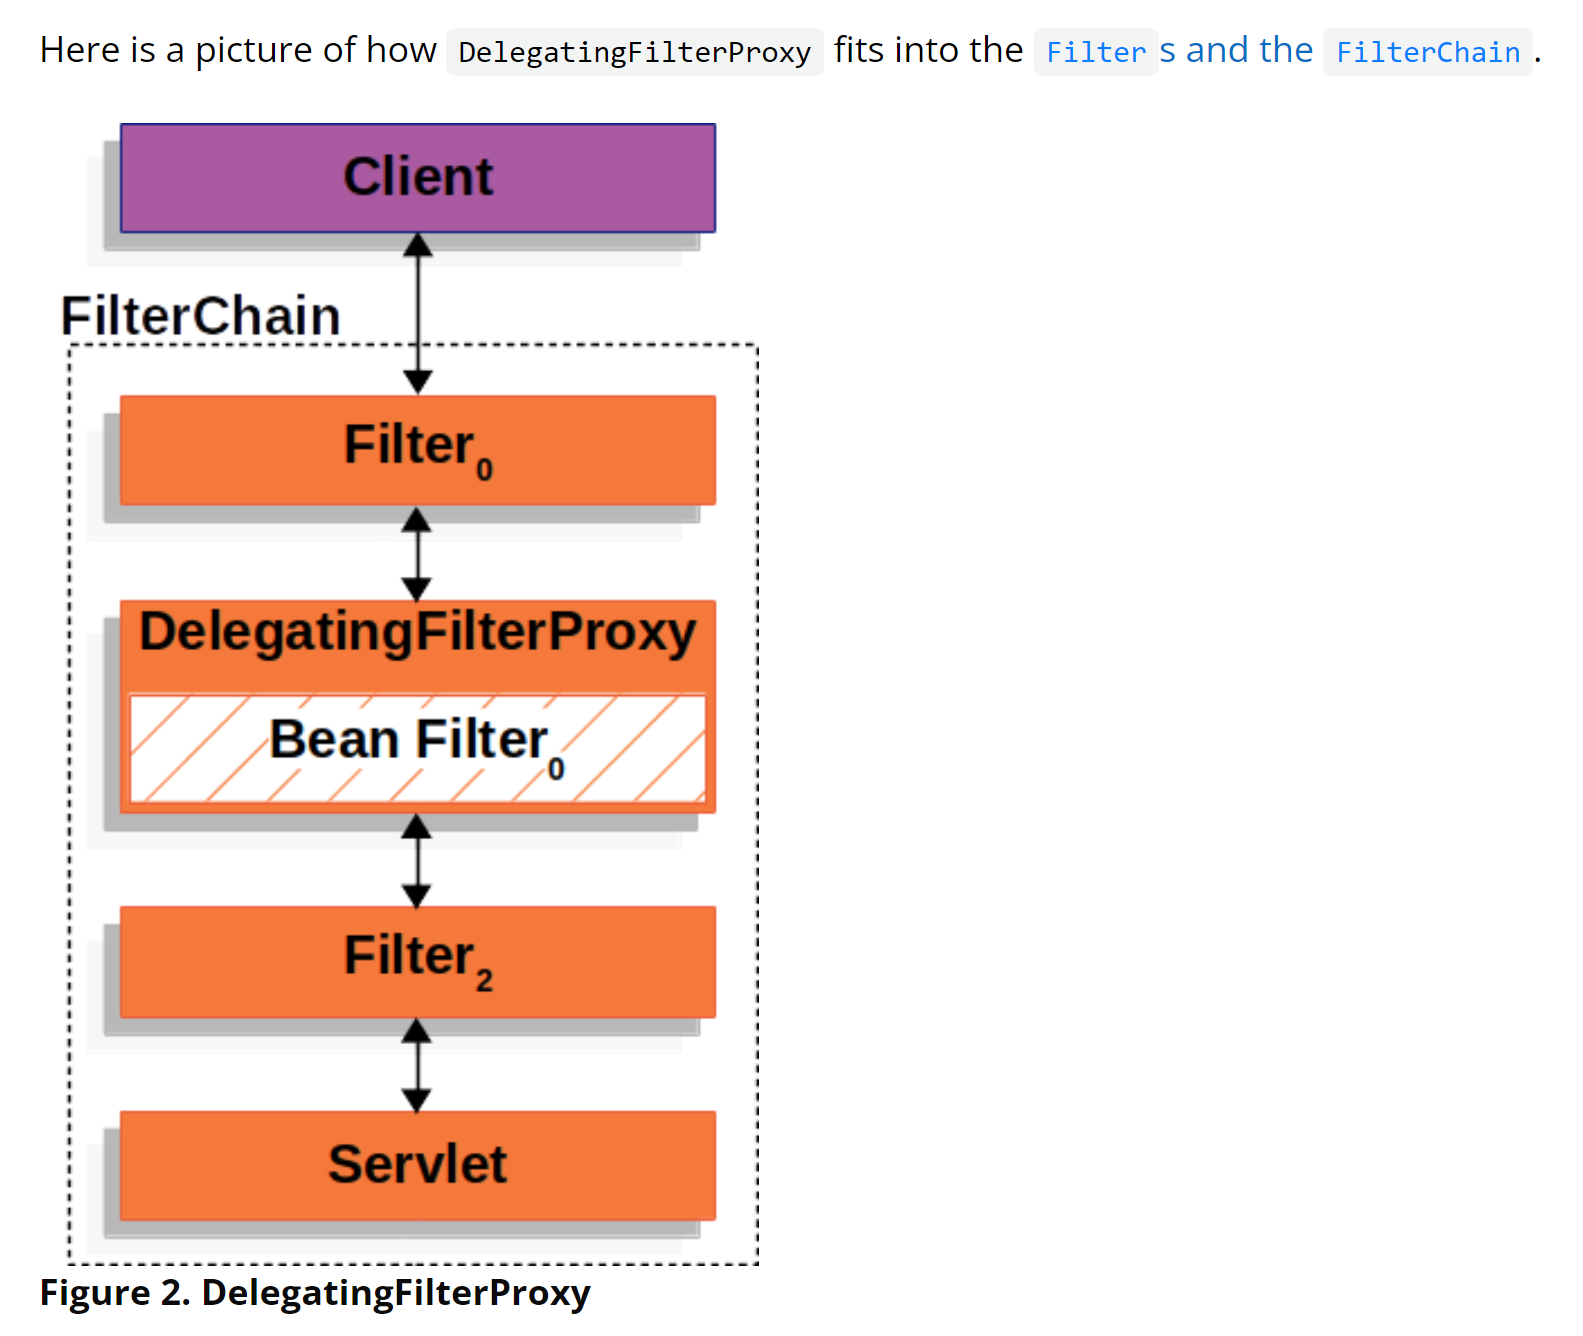 Here is a picture of how DelegatingFilterProxy fits into the Filters and the FilterChain.
Client
FilterChain
Filter0
DelegatingFilterProxy
Bean Filter0
Filter2
Servlet
Figure 2. DelegatingFilterProxy